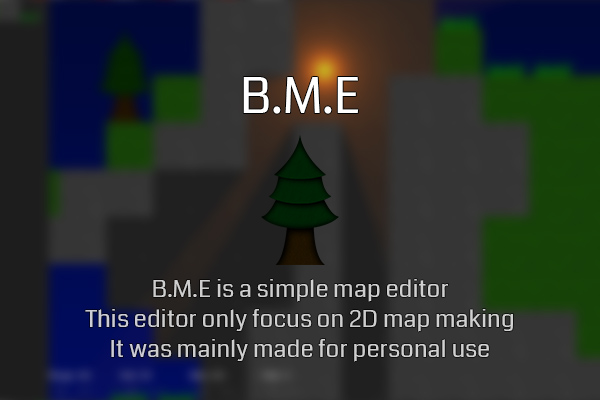 B.M.E
B.M.E is a simple map editor
This editor only focus on 2D map making
It was mainly made for personal use